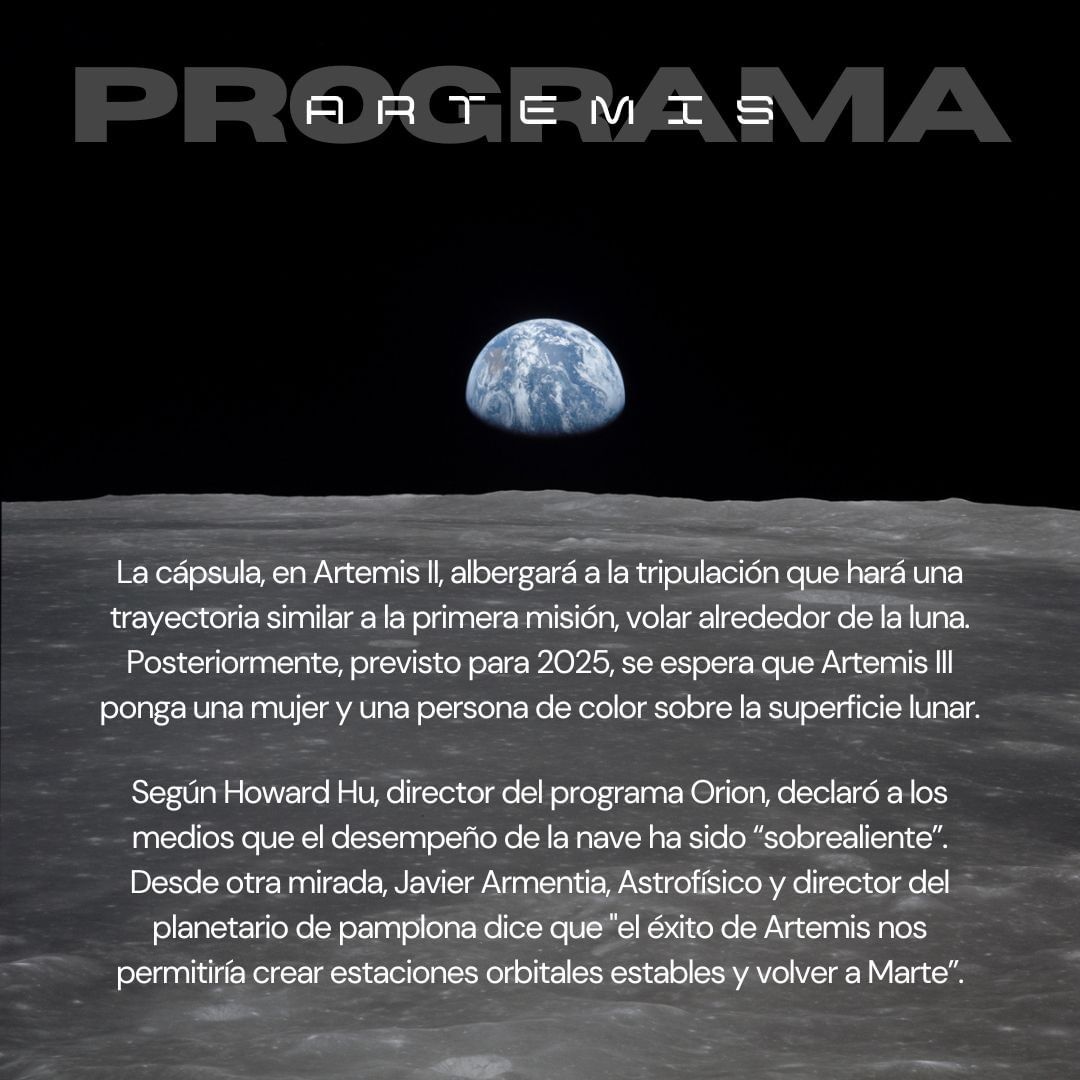 PROGRAMA
ARTEMIS
La cápsula, en Artemis II, albergará a la tripulación que hará una
trayectoria similar a la primera misión, volar alrededor de la luna.
Posteriormente, previsto para 2025, se espera que Artemis III
ponga una mujer y una persona de color sobre la superficie lunar.
Según Howard Hu, director del programa Orion, declaró a los
medios que el desempeño de la nave ha sido “sobrealiente”.
Desde otra mirada, Javier Armentia, Astrofísico y director del
planetario de pamplona dice que "el éxito de Artemis nos
permitiría crear estaciones orbitales estables y volver a Marte”.